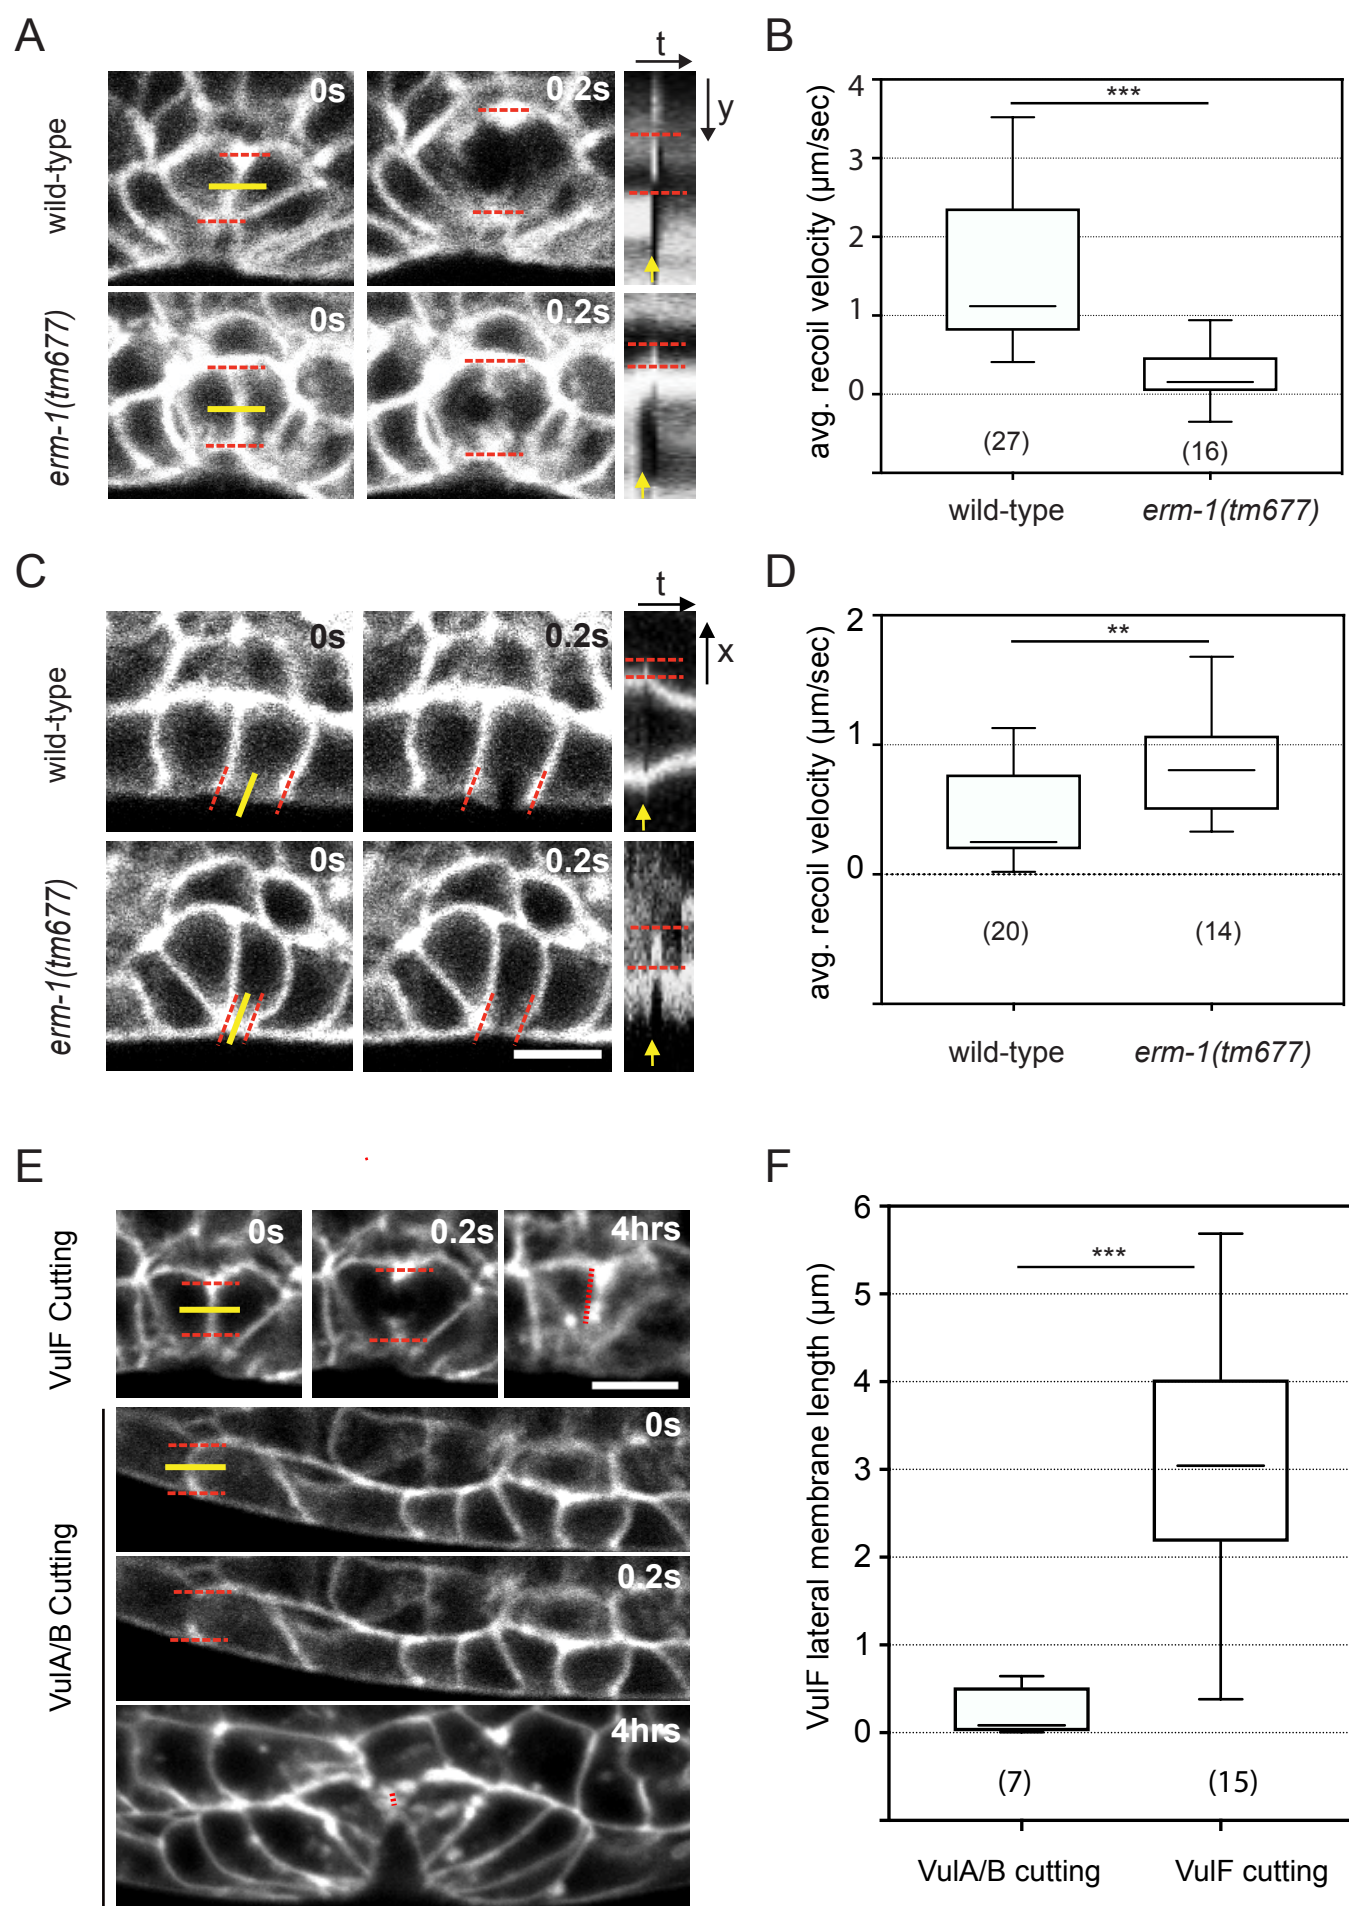 A
t
wild-type
0s
0.2s
y
erm-1(tm677)
0s
0.2s
B
avg. recoil velocity (µm/sec)
4
3
2
1
0
***
(27)
(16)
wild-type
erm-1(tm677)
C
t
wild-type
0s
0.2s
x
erm-1(tm677)
0s
0.2s
D
avg. recoil velocity (µm/sec)
2
1
0
**
(20)
(14)
wild-type
erm-1(tm677)
E
VulF Cutting
0s
0.2s
4hrs
VulA/B Cutting
0s
0.2s
4hrs
F
VulF lateral membrane length (µm)
6
5
4
3
2
1
0
***
(7)
(15)
VulA/B cutting
VulF cutting